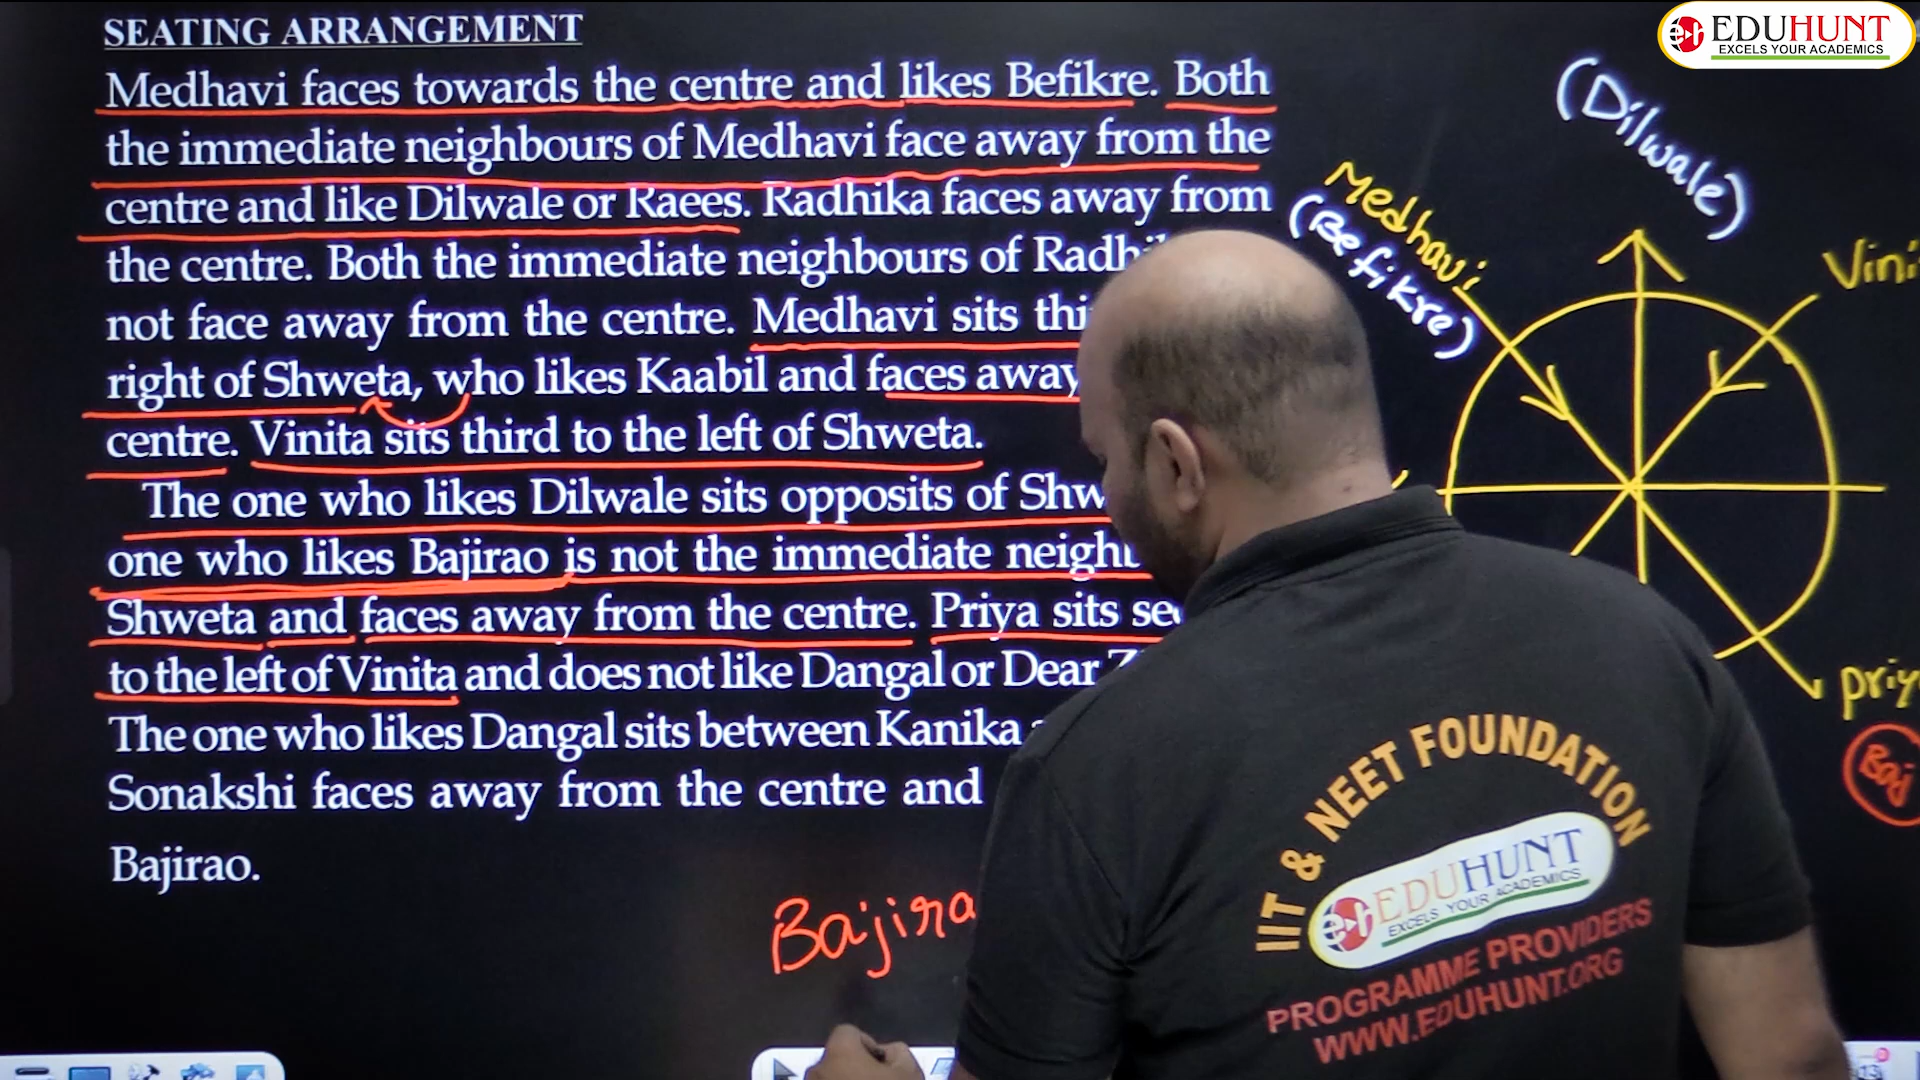 SEATING ARRANGEMENT
Medhavi faces towards the centre and likes Befikre. Both
the immediate neighbours of Medhavi face away from the
centre and like Dilwale or Raees. Radhika faces away from
the centre. Both the immediate neighbours of
not face away from the centre. Medhavi sits
right of Shweta, who likes Kaabil and faces away
centre. Vinita sits third to the left of Shweta.
The one who likes Dilwale sits opposits of
one who likes Bajirao is not the immediate
Shweta and faces away from the centre. Priya sits
to the left of Vinita and does not like Dangal or Dear
The one who likes Dangal sits between Kanika
Sonakshi faces away from the centre and
Bajirao.
EDUHUNT
EXCELS YOUR ACADEMICS
(Dilwale)
Medhavi
(Befikre)
IIT & NEET FOUNDATION
EDUHUNT
EXCELS YOUR ACADEMICS
PROGRAMME PROVIDERS
WWW.EDUHUNT.ORG